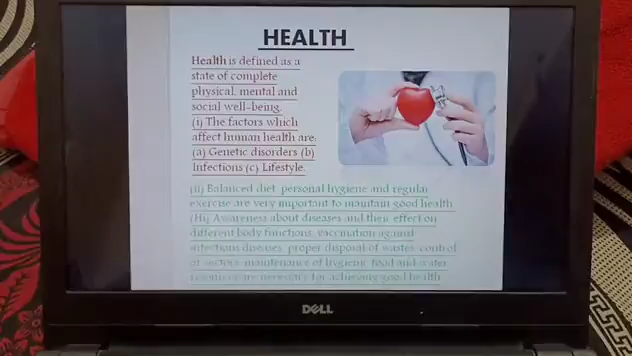 HEALTH
Health is defined as a
state of complete
physical, mental and
social well-being.
(i) The factors which
affect human health are:
(a) Genetic disorders (b)
Infections (c) Lifestyle.
(ii) Balanced diet, personal hygiene and regular
exercise are very important to maintain good health
(Hi) Awareness about diseases and their effect on
different body functions, vaccination against
infectious diseases, proper disposal of wastes, control
of vectors, maintenance of hygienic food and water
resources are necessary for achieving good health
DELL